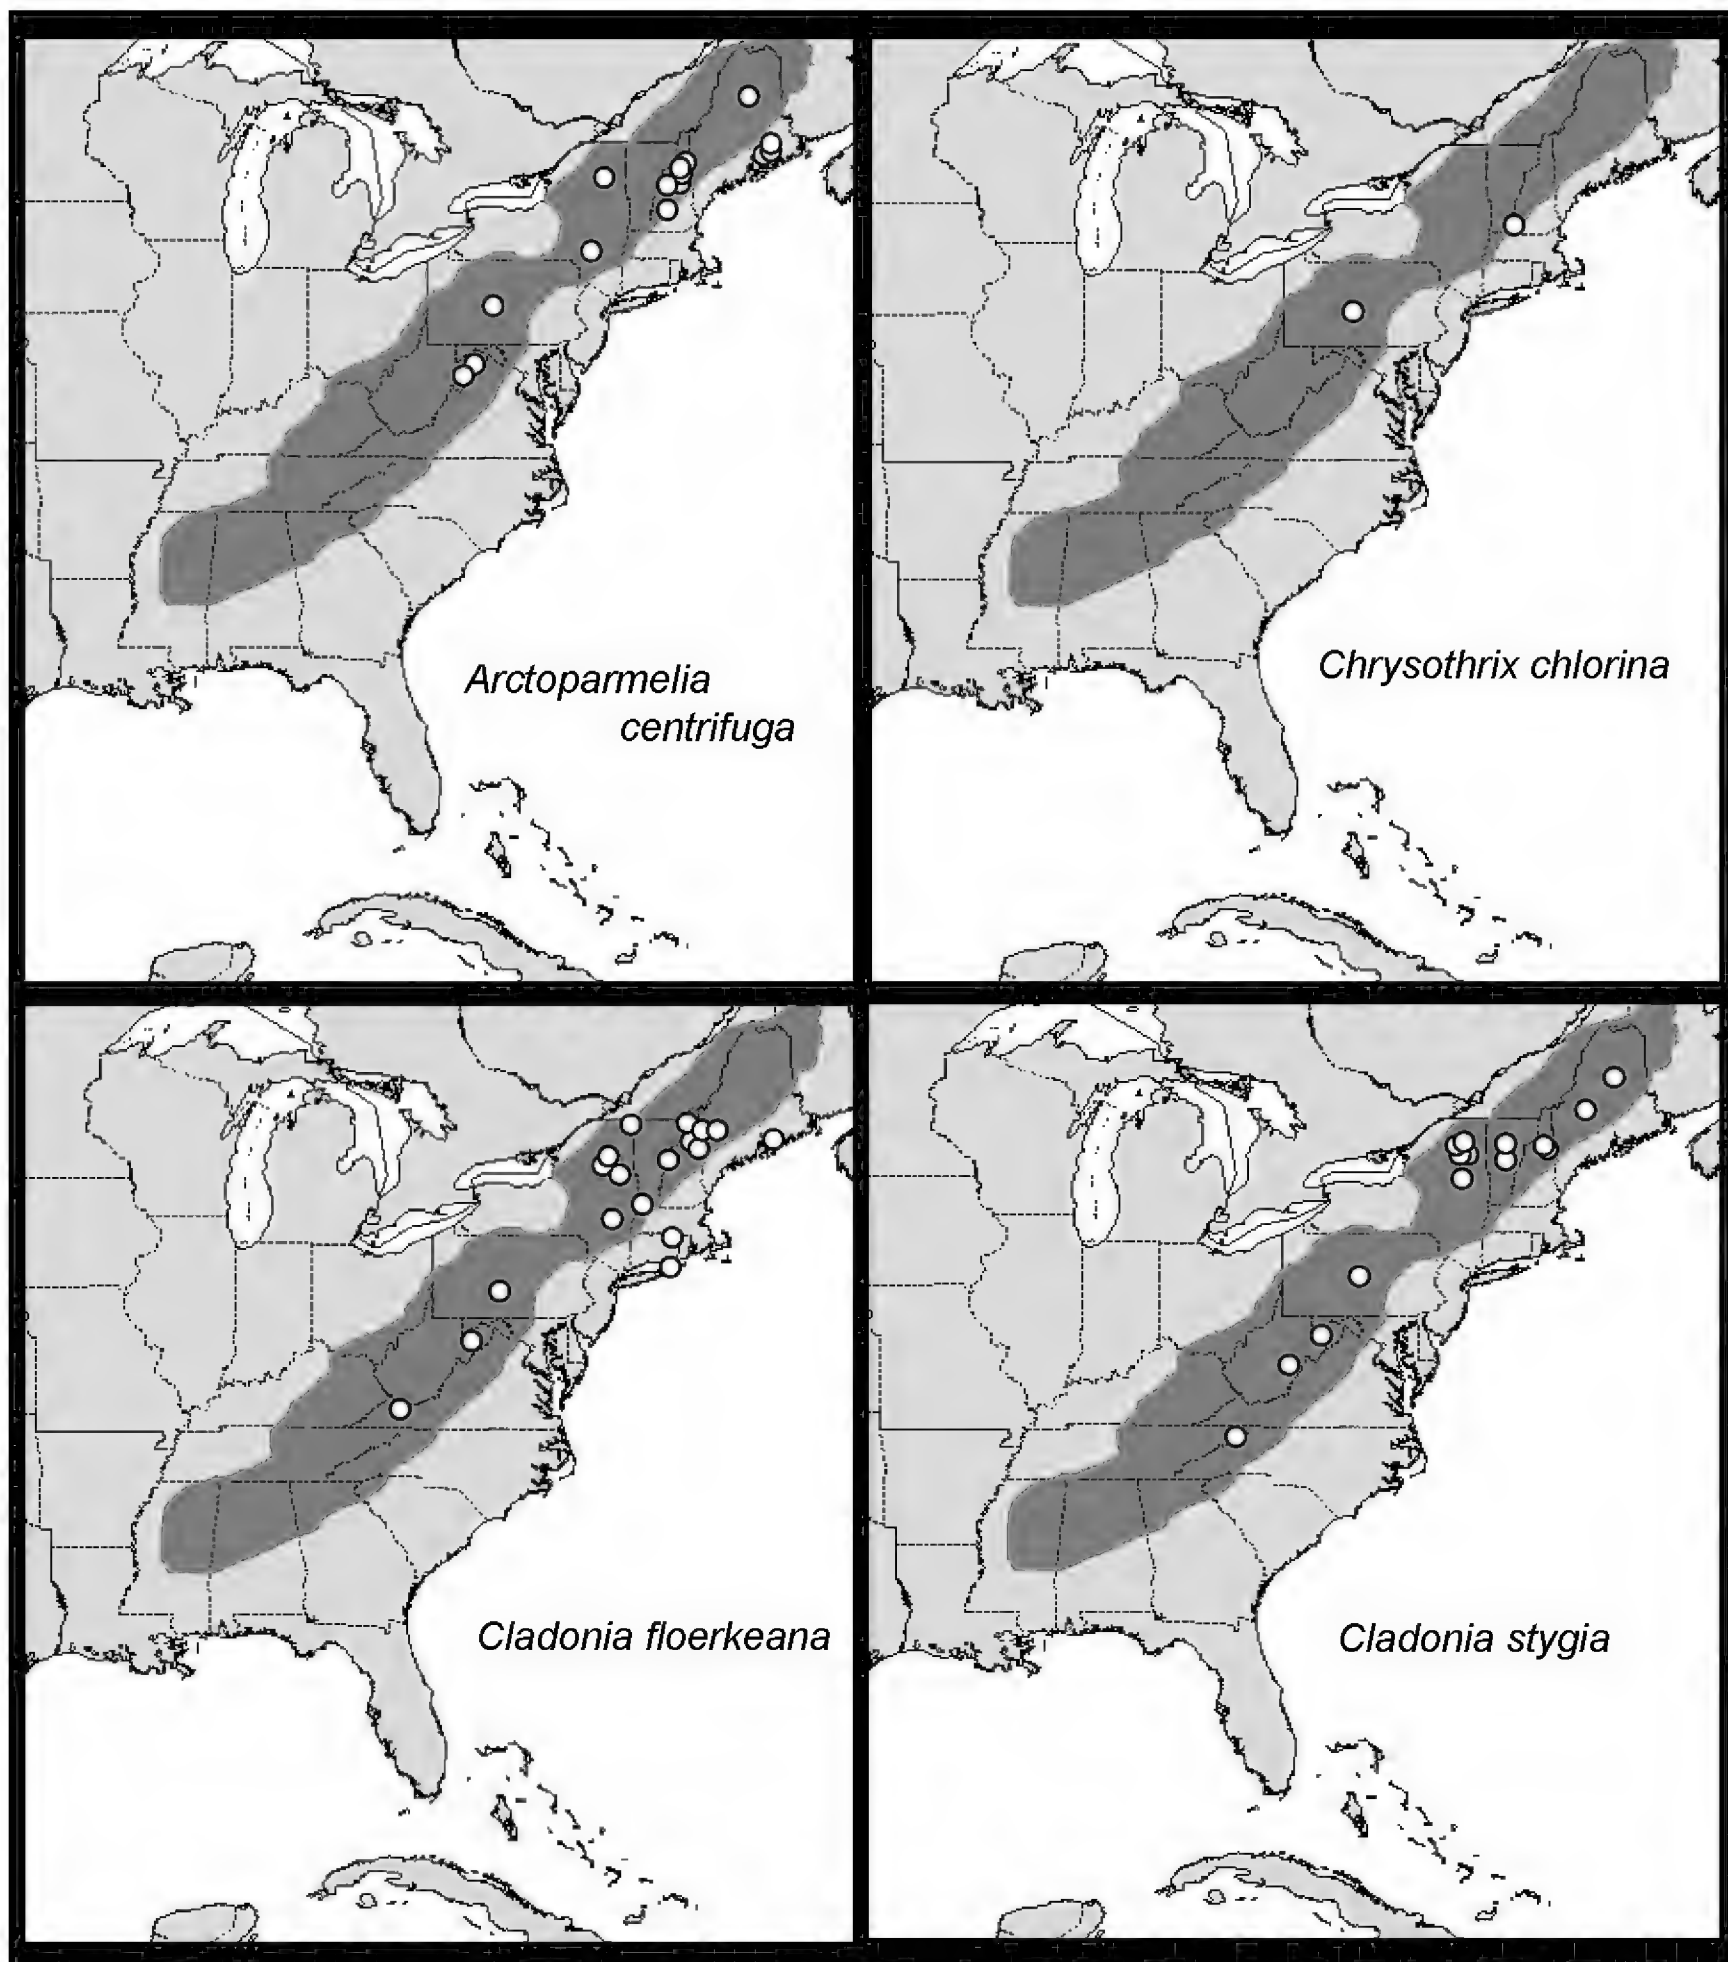 Arctoparmelia
centrifuga
Chrysothrix chlorina
Cladonia floerkeana
Cladonia stygia